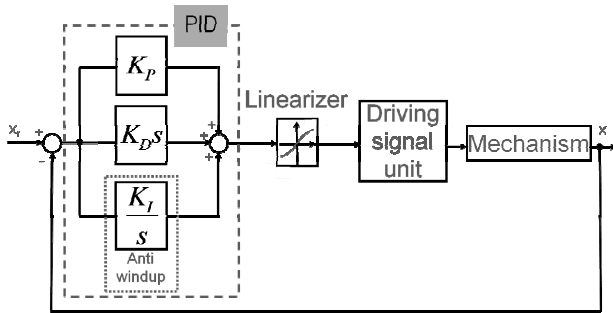 PID
K_P
Linearizer
x_r
+
-
K_D s
+
+
+
Driving
signal
unit
Mechanism
x
K_I
s
Anti
windup